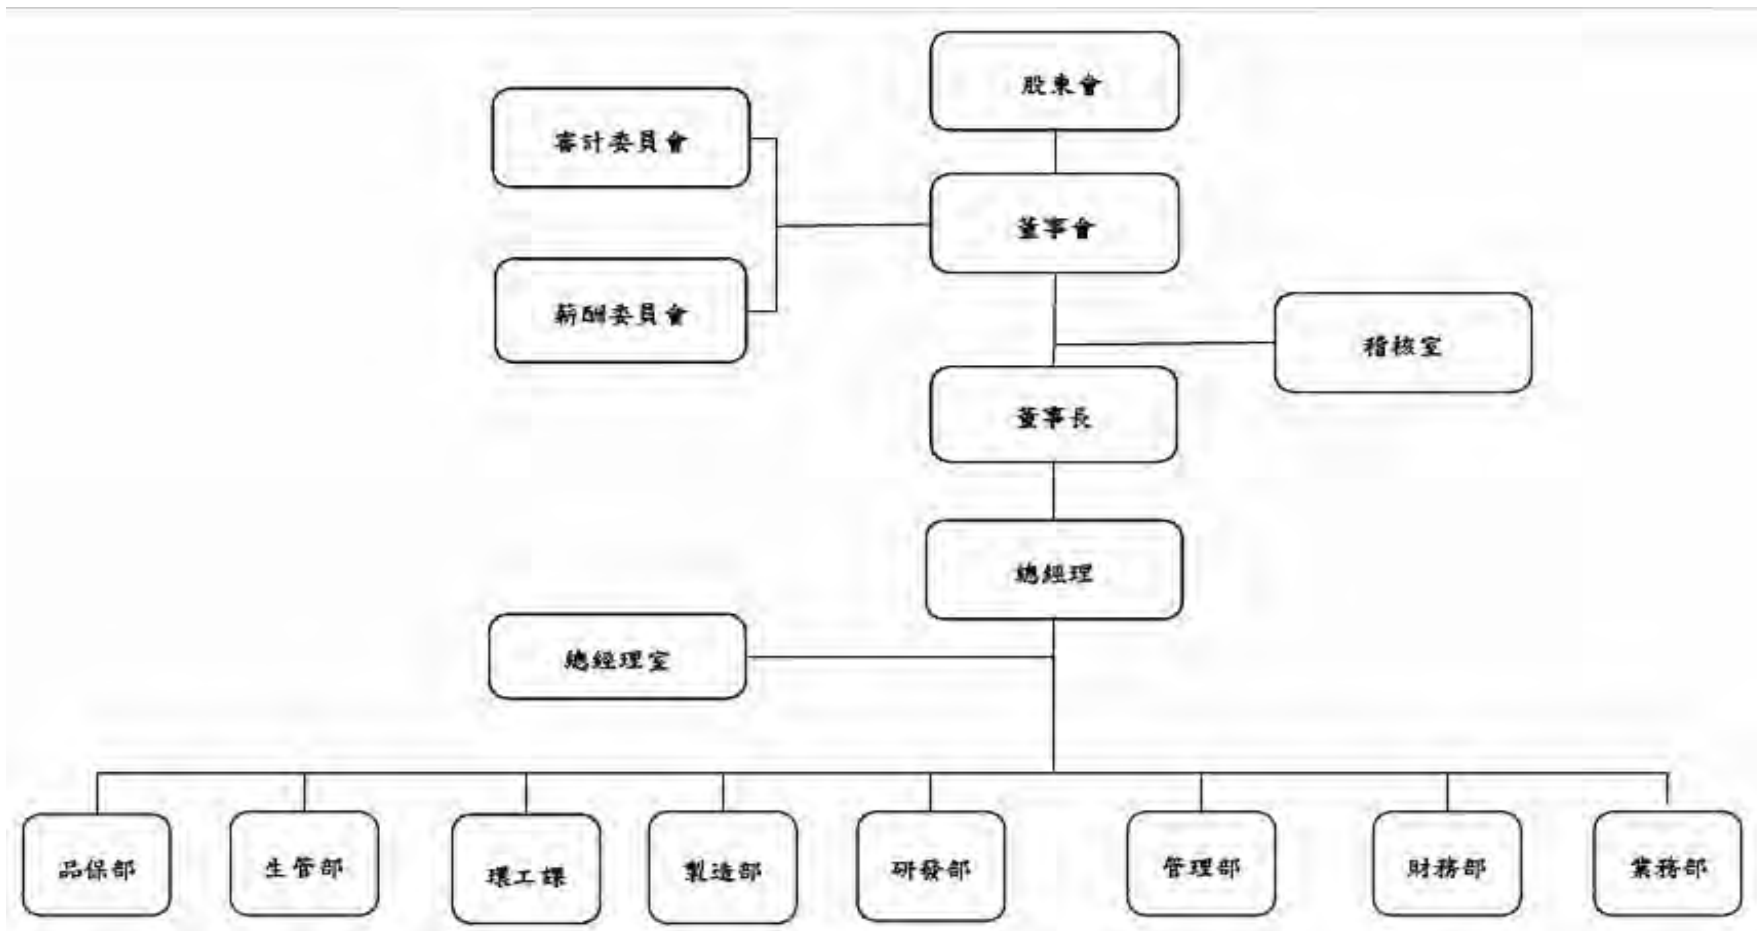 股東會
審計委員會
董事會
薪酬委員會
稽核室
董事長
總經理
總經理室
品保部
生管部
環工課
製造部
研發部
管理部
財務部
業務部